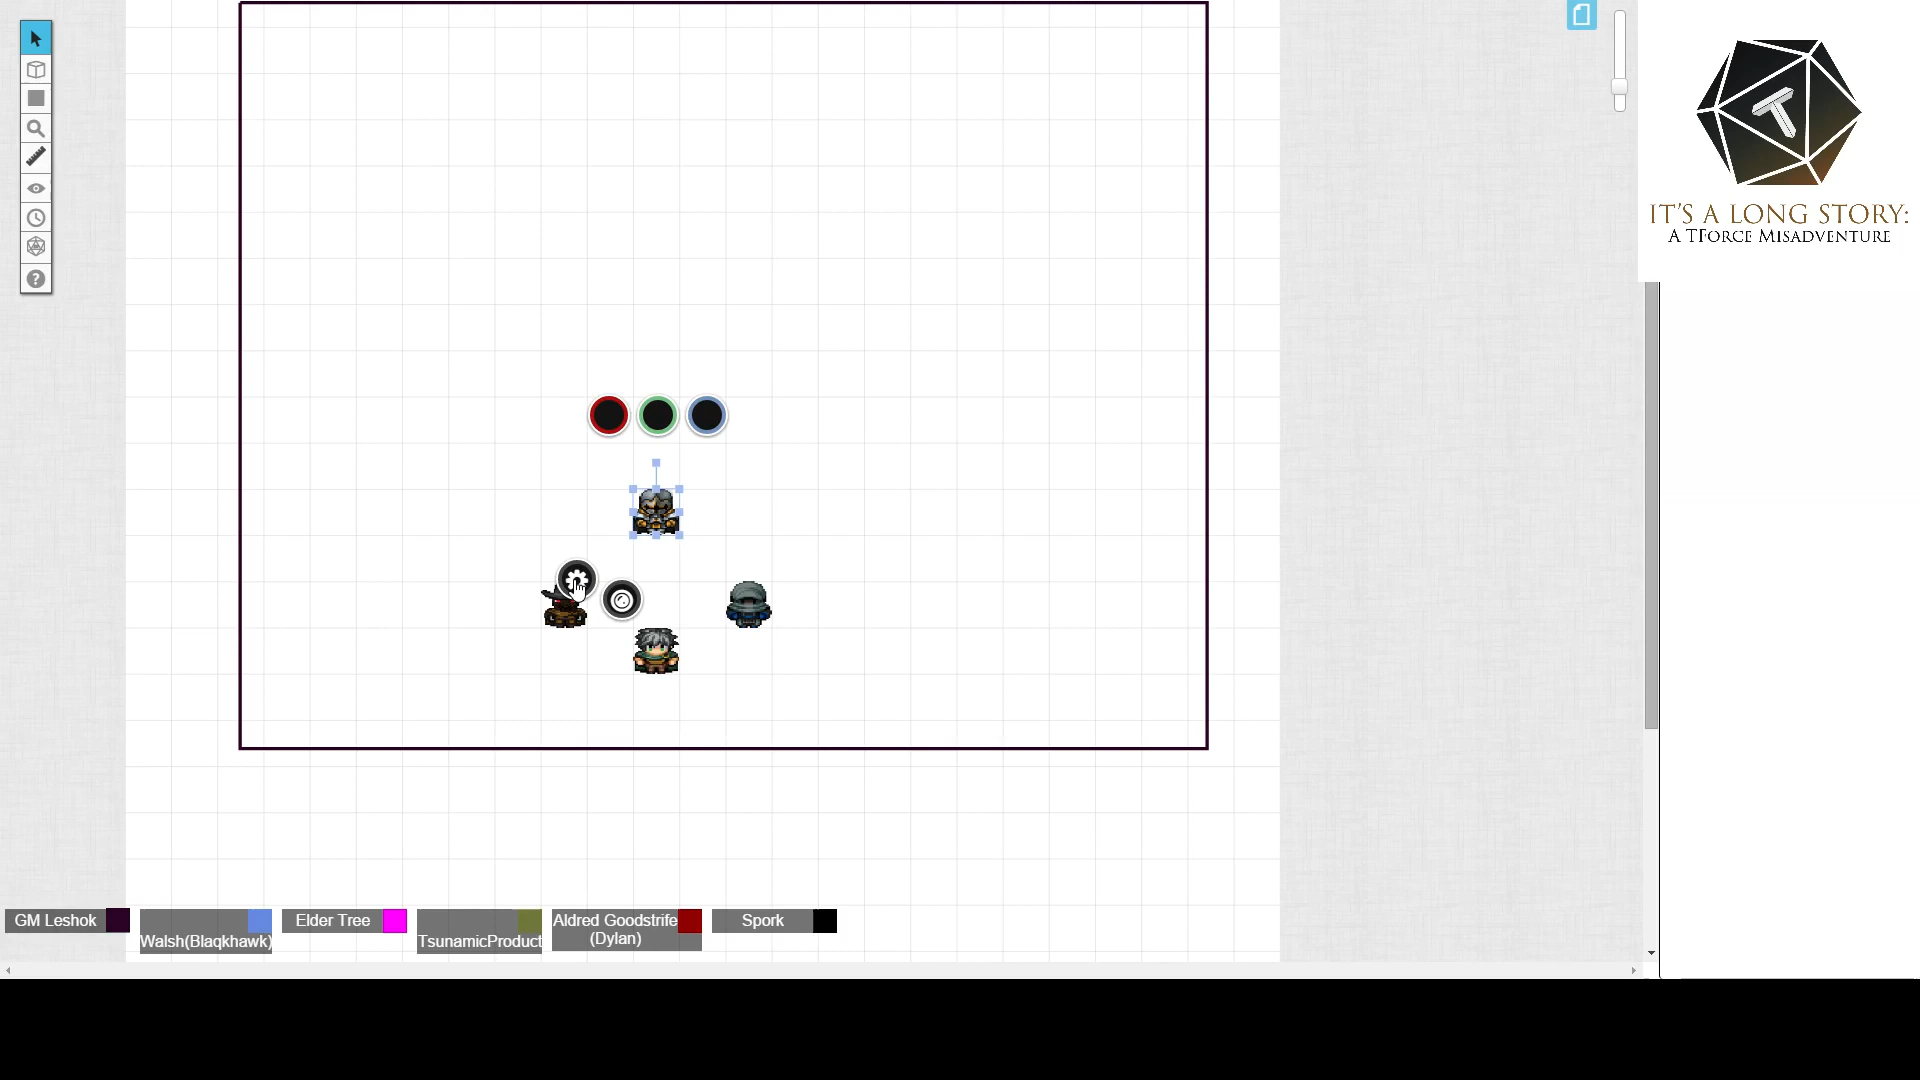 IT'S A LONG STORY:
A TFORCE MISADVENTURE
GM Leshok
Walsh(Blaqkhawk)
Elder Tree
TsunamicProduct
Aldred Goodstrife
(Dylan)
Spork